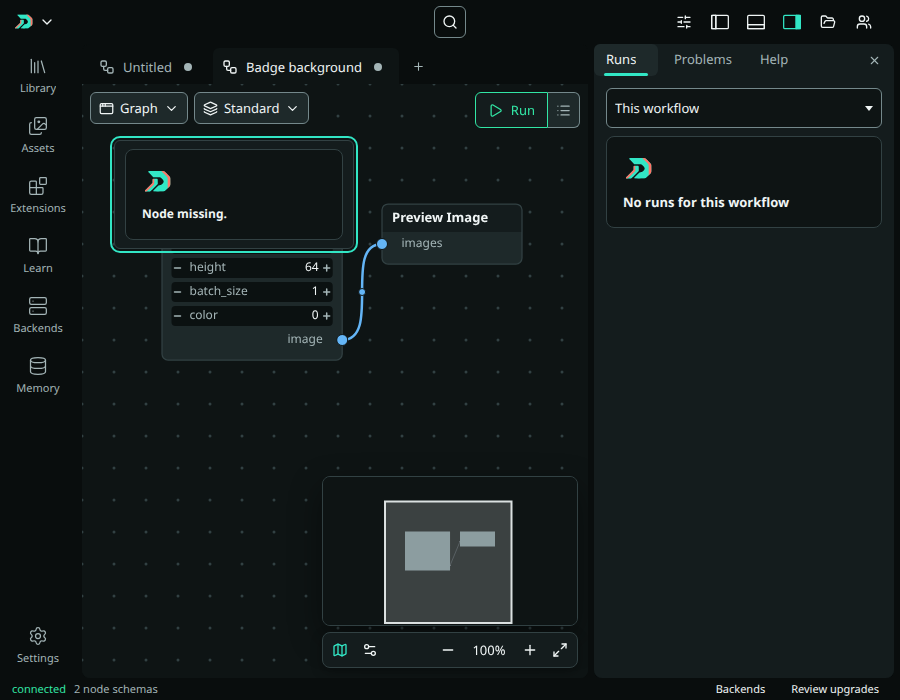 Untitled
Badge background
Runs
Problems
Help
Library
Assets
Extensions
Learn
Backends
Memory
Settings
Graph
Standard
Run
This workflow
No runs for this workflow
Node missing.
Preview Image
images
height 64
batch_size 1
color 0
image
100%
connected 2 node schemas
Backends
Review upgrades